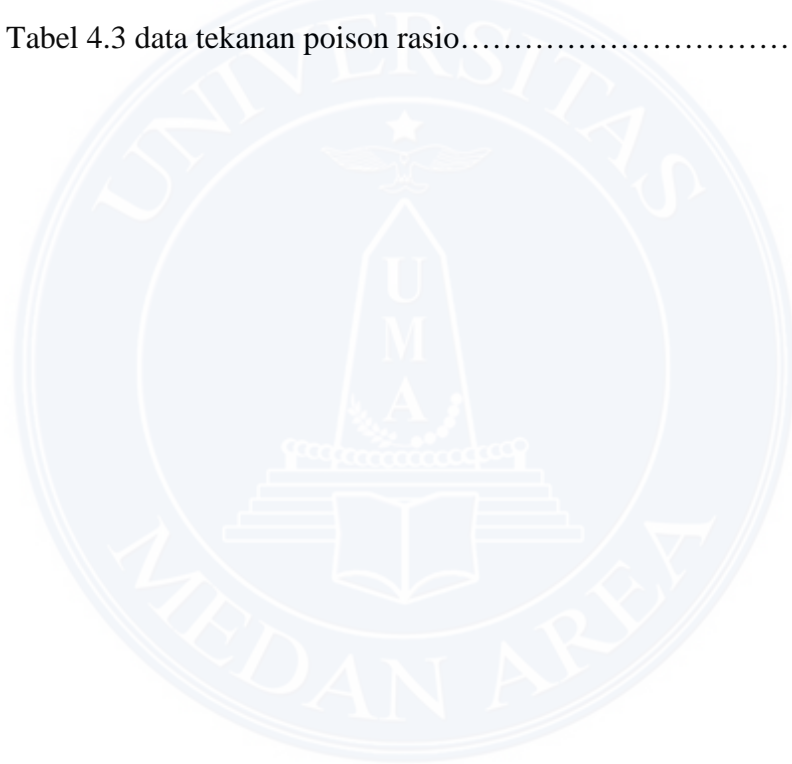 Tabel 4.3 data tekanan poison rasio……………………………
UNIVERSITAS
U
M
A
MEDAN AREA